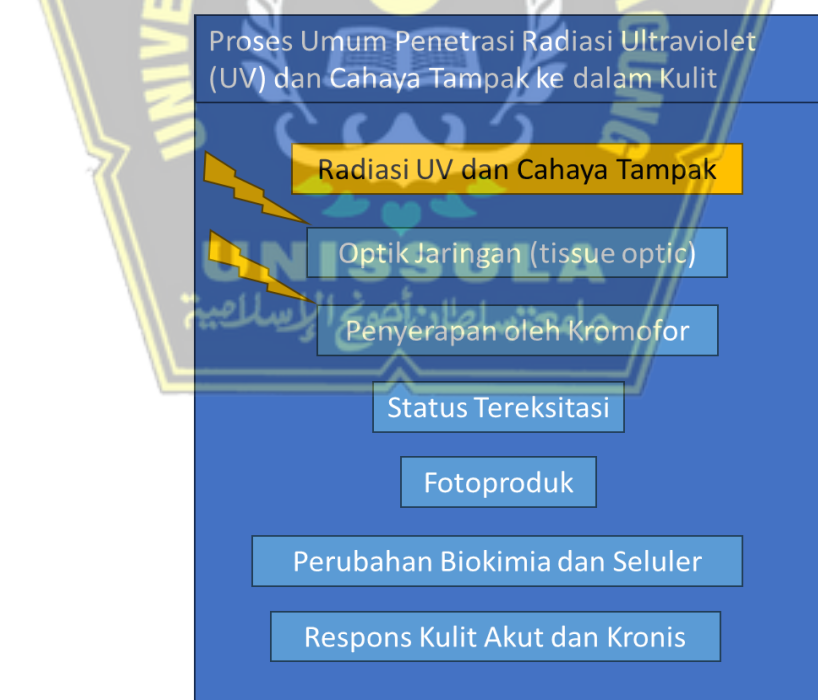 Proses Umum Penetrasi Radiasi Ultraviolet
(UV) dan Cahaya Tampak ke dalam Kulit
Radiasi UV dan Cahaya Tampak
Optik Jaringan (tissue optic)
UNISSULA
Penyerapan oleh Kromofor
Status Tereksitasi
Fotoproduk
Perubahan Biokimia dan Seluler
Respons Kulit Akut dan Kronis